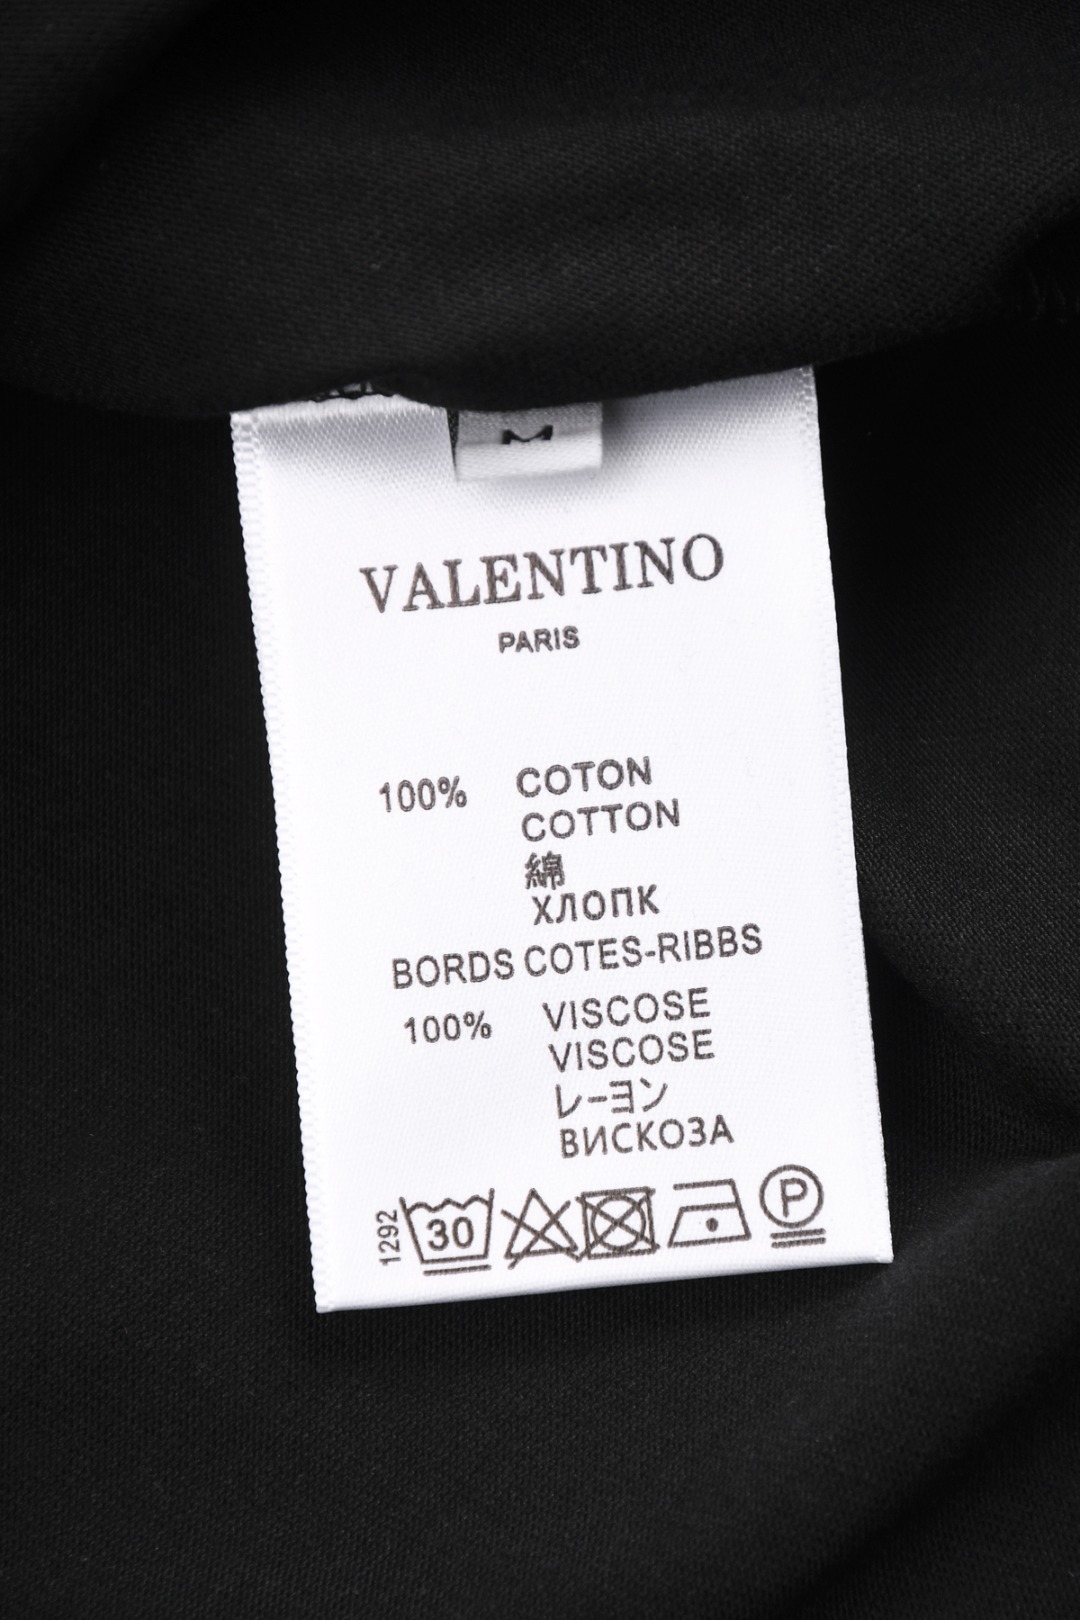 M
VALENTINO
PARIS
100% COTON
COTTON
綿
ХЛОПК
BORDS COTES-RIBBS
100% VISCOSE
VISCOSE
レーヨン
ВИСКОЗА
1292 30 P